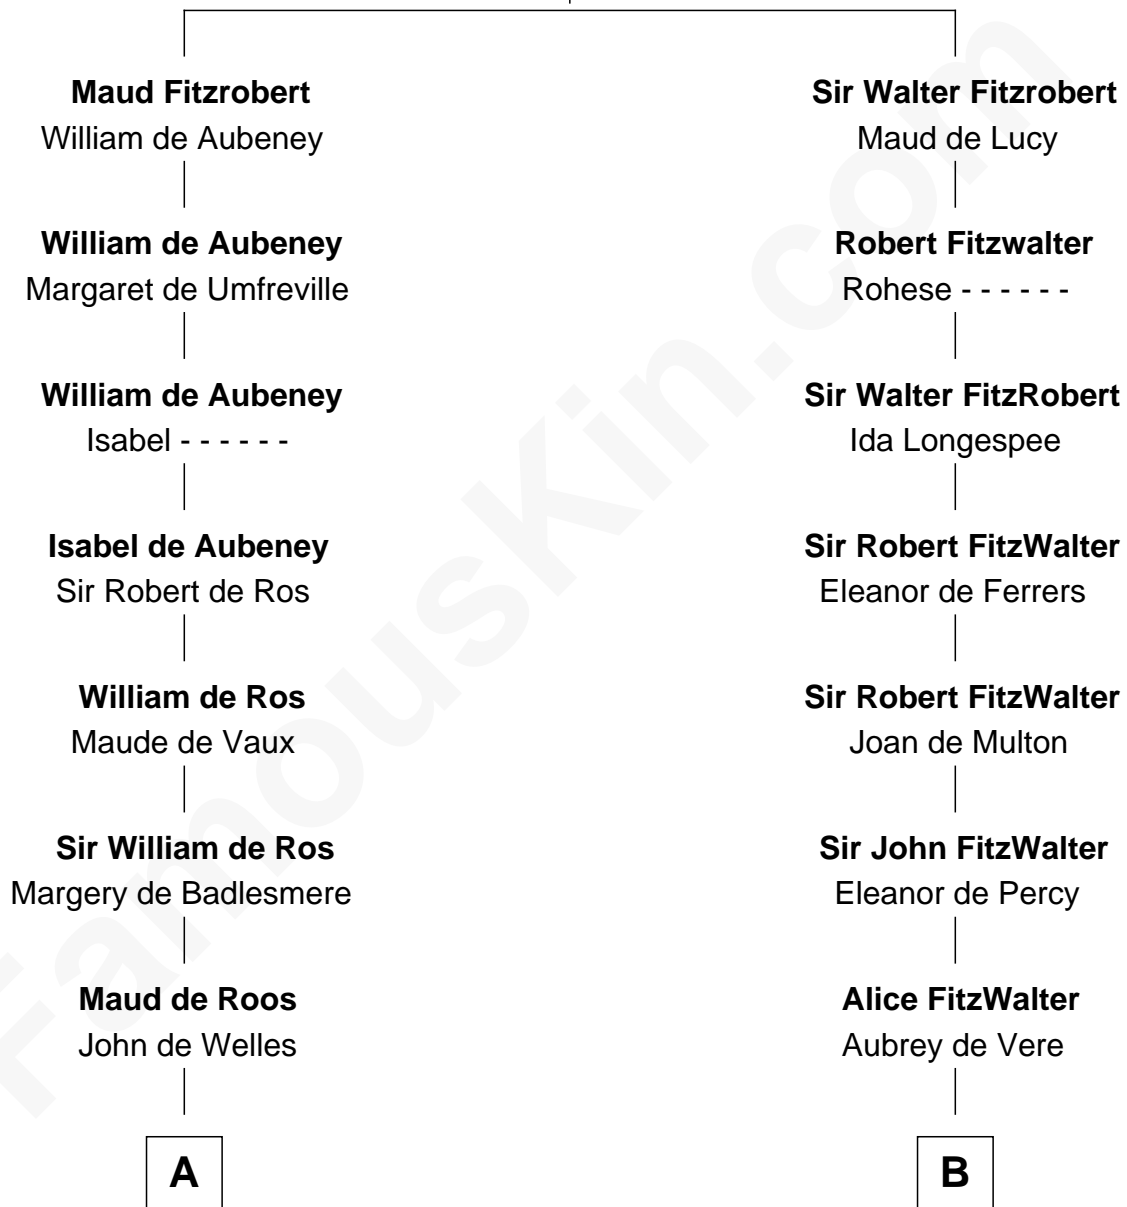 Maud Fitzrobert
William de Aubeney
William de Aubeney
Margaret de Umfreville
William de Aubeney
Isabel - - - - - -
Isabel de Aubeney
Sir Robert de Ros
William de Ros
Maude de Vaux
Sir William de Ros
Margery de Badlesmere
Maud de Roos
John de Welles
A
Sir Walter Fitzrobert
Maud de Lucy
Robert Fitzwalter
Rohese - - - - - -
Sir Walter FitzRobert
Ida Longespee
Sir Robert FitzWalter
Eleanor de Ferrers
Sir Robert FitzWalter
Joan de Multon
Sir John FitzWalter
Eleanor de Percy
Alice FitzWalter
Aubrey de Vere
B
FamousKin.com